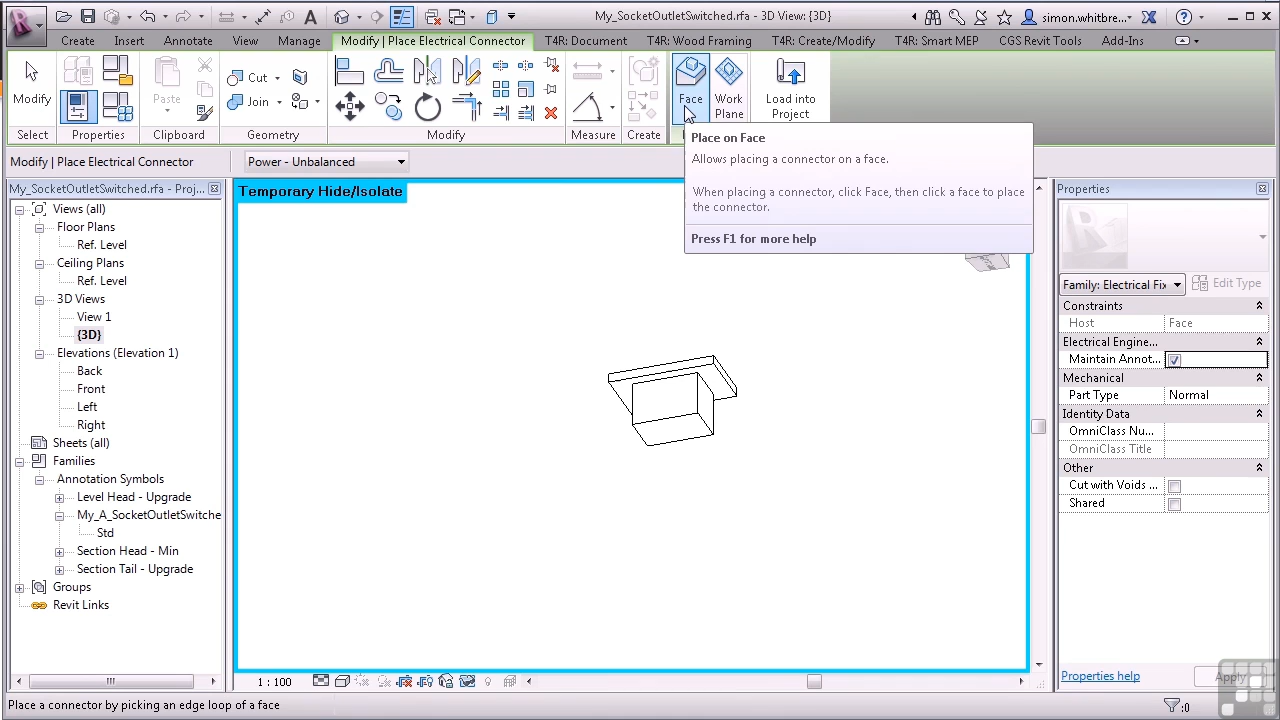 My_SocketOutletSwitched.rfa - 3D View: {3D}
simon.whitbre...
Create
Insert
Annotate
View
Manage
Modify | Place Electrical Connector
T4R: Document
T4R: Wood Framing
T4R: Create/Modify
T4R: Smart MEP
CGS Revit Tools
Add-Ins
Modify
Paste
Cut
Join
Face
Work Plane
Load into Project
Select
Properties
Clipboard
Geometry
Modify
Measure
Create
Modify | Place Electrical Connector
Power - Unbalanced
Place on Face
Allows placing a connector on a face.
When placing a connector, click Face, then click a face to place
the connector.
Press F1 for more help
My_SocketOutletSwitched.rfa - Proj...
Views (all)
Floor Plans
Ref. Level
Ceiling Plans
Ref. Level
3D Views
View 1
{3D}
Elevations (Elevation 1)
Back
Front
Left
Right
Sheets (all)
Families
Annotation Symbols
Level Head - Upgrade
My_A_SocketOutletSwitche
Std
Section Head - Min
Section Tail - Upgrade
Groups
Revit Links
Temporary Hide/Isolate
Properties
Family: Electrical Fix
Edit Type
Constraints
Host Face
Electrical Engine...
Maintain Annot...
Mechanical
Part Type Normal
Identity Data
OmniClass Nu...
OmniClass Title
Other
Cut with Voids ...
Shared
Properties help
Apply
1 : 100
Place a connector by picking an edge loop of a face
:0